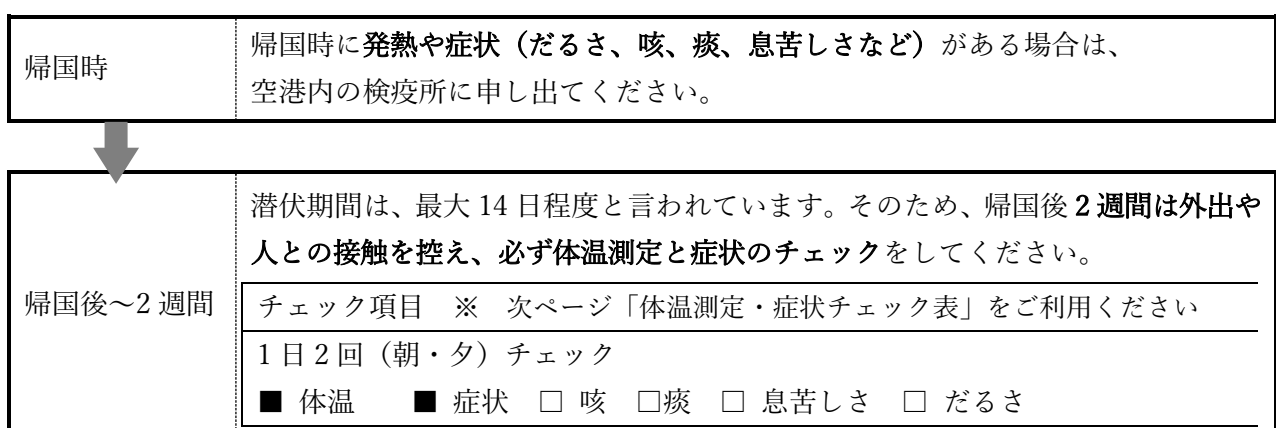 帰国時
帰国時に発熱や症状（だるさ、咳、痰、息苦しさなど）がある場合は、
空港内の検疫所に申し出てください。
帰国後～2 週間
潜伏期間は、最大 14 日程度と言われています。そのため、帰国後 2 週間は外出や
人との接触を控え、必ず体温測定と症状のチェックをしてください。
チェック項目　※　次ページ「体温測定・症状チェック表」をご利用ください
1 日 2 回（朝・夕）チェック
■ 体温　　■ 症状　□ 咳　□痰　□ 息苦しさ　□ だるさ